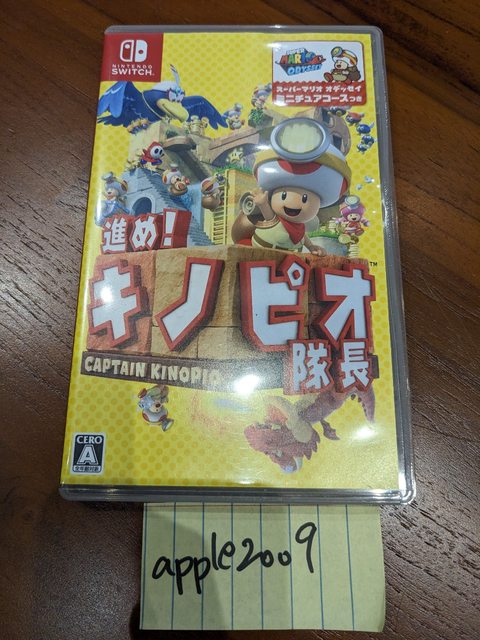 NINTENDO
SWITCH
SUPER
MARIO
ODYSSEY
スーパーマリオ オデッセイ
ミニチュアコースつき
進め!
キノピオ
TM
隊長
CAPTAIN KINOPIO
CERO
A
全年齢対象
apple2009